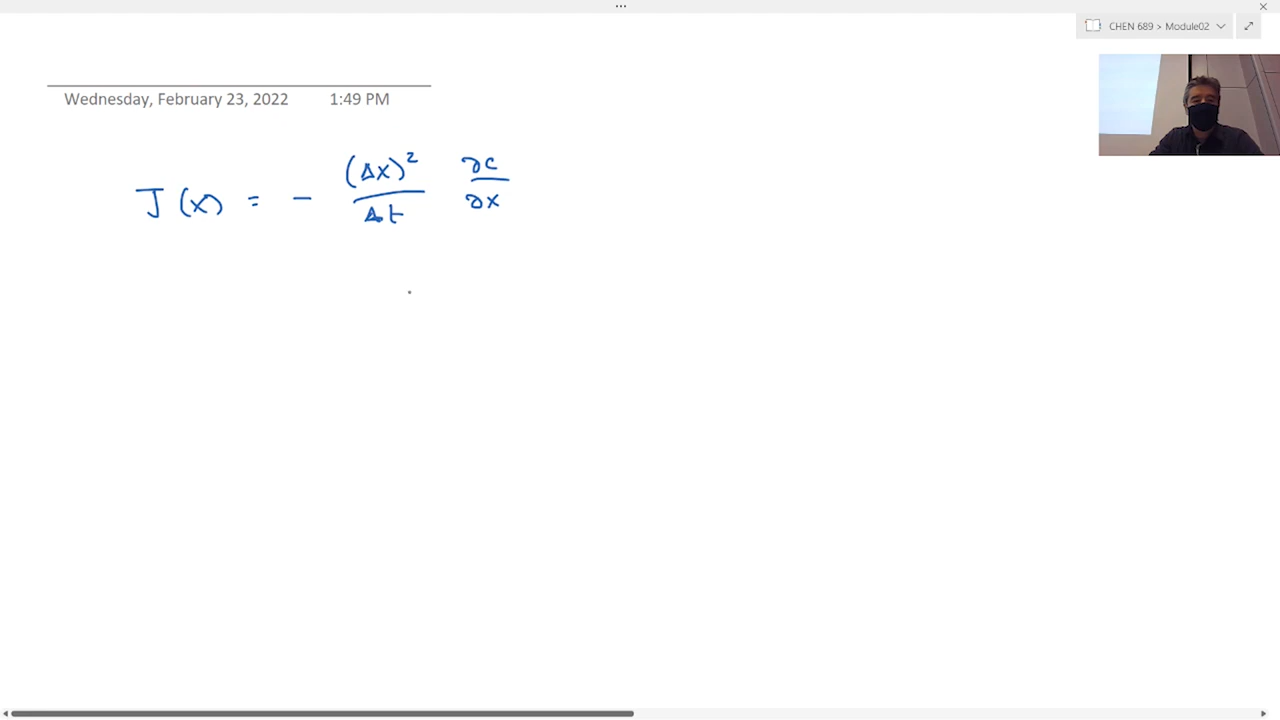 CHEN 689 > Module02
Wednesday, February 23, 2022 1:49 PM
J(x) = - (Δx)² / Δt ∂c / ∂x